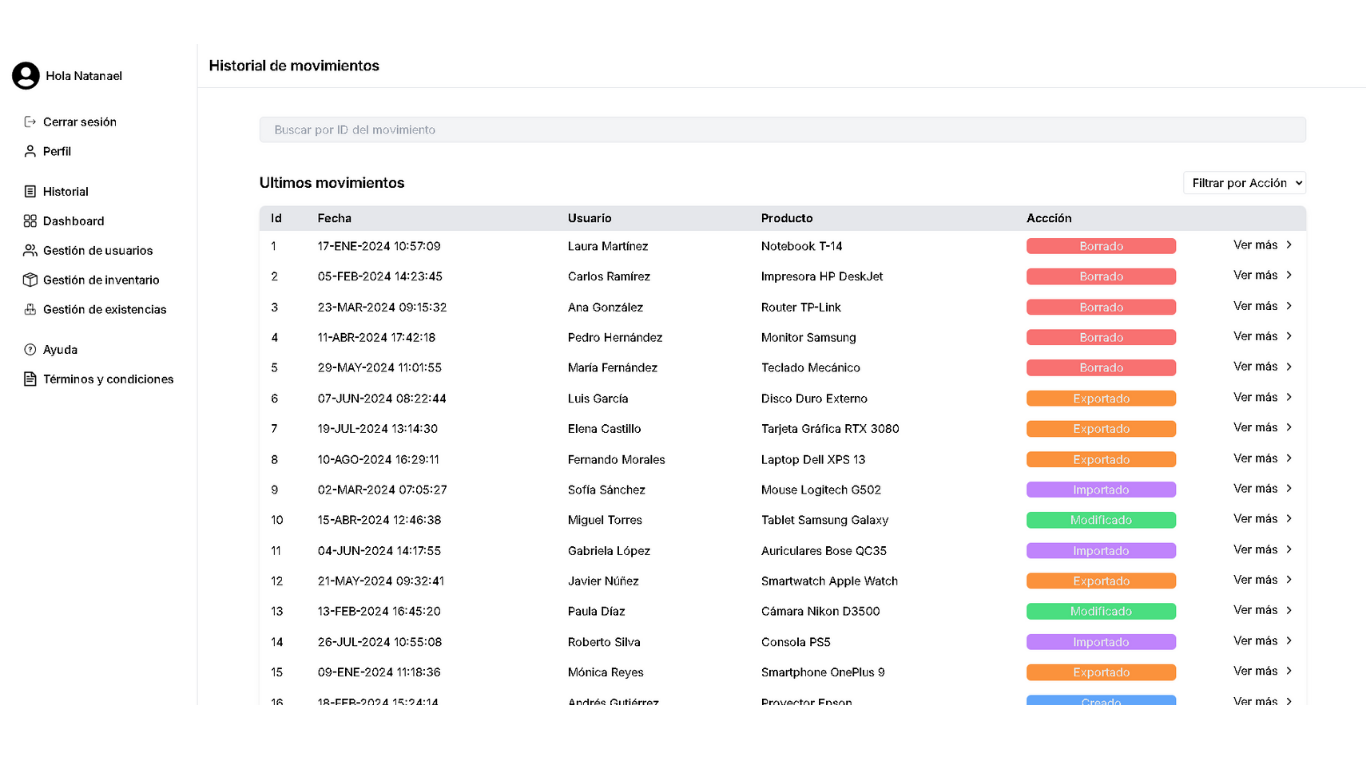 Hola Natanael
Cerrar sesión
Perfil
Historial
Dashboard
Gestión de usuarios
Gestión de inventario
Gestión de existencias
Ayuda
Términos y condiciones
Historial de movimientos
Buscar por ID del movimiento
Ultimos movimientos Filtrar por Acción
Id Fecha Usuario Producto Accción
1 17-ENE-2024 10:57:09 Laura Martínez Notebook T-14 Borrado Ver más
2 05-FEB-2024 14:23:45 Carlos Ramírez Impresora HP DeskJet Borrado Ver más
3 23-MAR-2024 09:15:32 Ana González Router TP-Link Borrado Ver más
4 11-ABR-2024 17:42:18 Pedro Hernández Monitor Samsung Borrado Ver más
5 29-MAY-2024 11:01:55 María Fernández Teclado Mecánico Borrado Ver más
6 07-JUN-2024 08:22:44 Luis García Disco Duro Externo Exportado Ver más
7 19-JUL-2024 13:14:30 Elena Castillo Tarjeta Gráfica RTX 3080 Exportado Ver más
8 10-AGO-2024 16:29:11 Fernando Morales Laptop Dell XPS 13 Exportado Ver más
9 02-MAR-2024 07:05:27 Sofía Sánchez Mouse Logitech G502 Importado Ver más
10 15-ABR-2024 12:46:38 Miguel Torres Tablet Samsung Galaxy Modificado Ver más
11 04-JUN-2024 14:17:55 Gabriela López Auriculares Bose QC35 Importado Ver más
12 21-MAY-2024 09:32:41 Javier Núñez Smartwatch Apple Watch Exportado Ver más
13 13-FEB-2024 16:45:20 Paula Díaz Cámara Nikon D3500 Modificado Ver más
14 26-JUL-2024 10:55:08 Roberto Silva Consola PS5 Importado Ver más
15 09-ENE-2024 11:18:36 Mónica Reyes Smartphone OnePlus 9 Exportado Ver más
16 18-FEB-2024 15:24:14 Andrés Gutiérrez Proyector Epson Creado Ver más